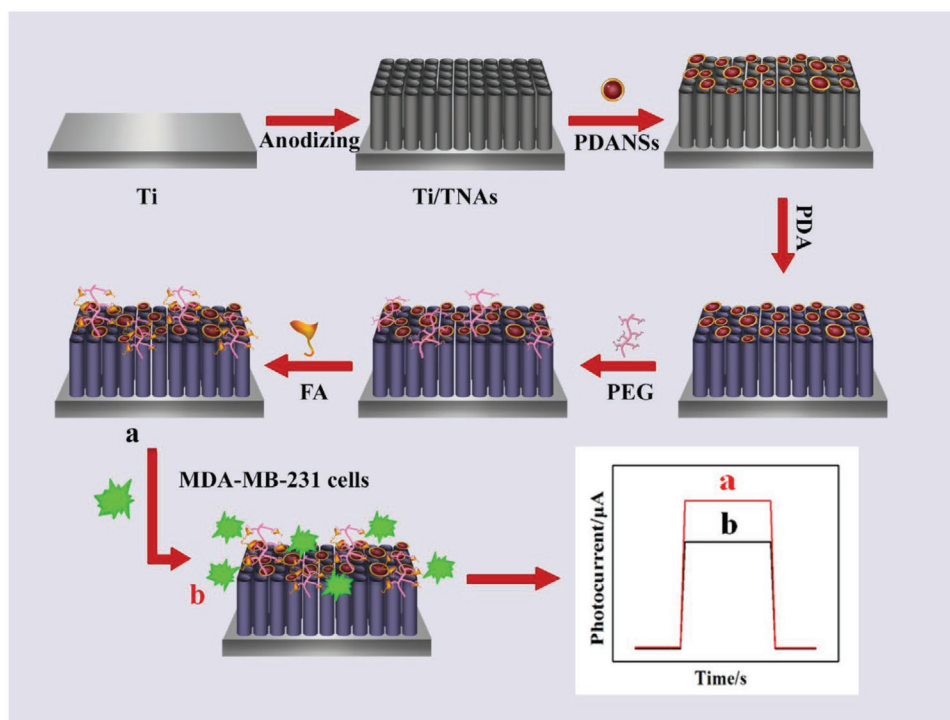 Anodizing
PDANSs
Ti
Ti/TNAs
PDA
FA
PEG
a
MDA-MB-231 cells
b
Photocurrent/μA
a
b
Time/s